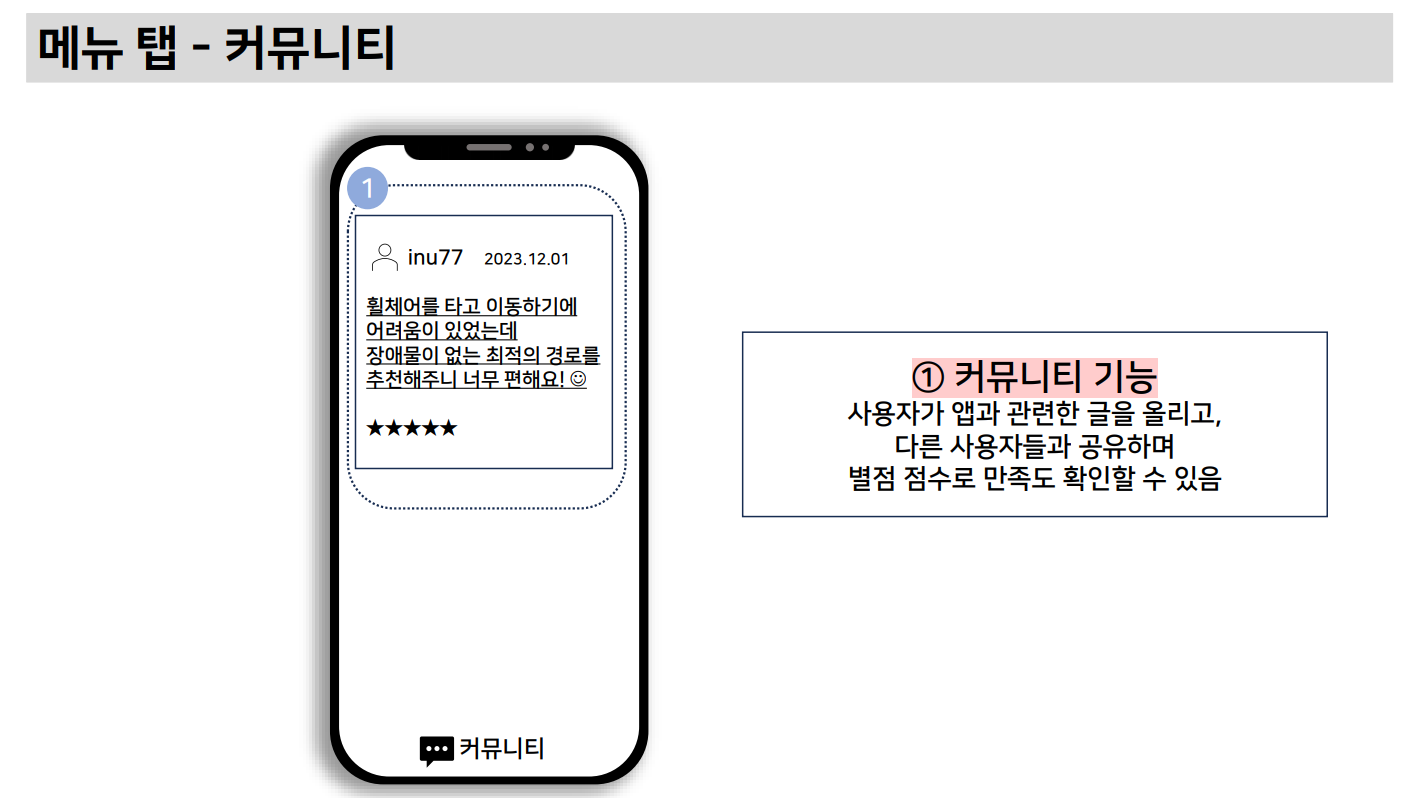 메뉴 탭 - 커뮤니티
1
inu77 2023.12.01
휠체어를 타고 이동하기에
어려움이 있었는데
장애물이 없는 최적의 경로를
추천해주니 너무 편해요! ☺
★★★★★
커뮤니티
① 커뮤니티 기능
사용자가 앱과 관련한 글을 올리고,
다른 사용자들과 공유하며
별점 점수로 만족도 확인할 수 있음